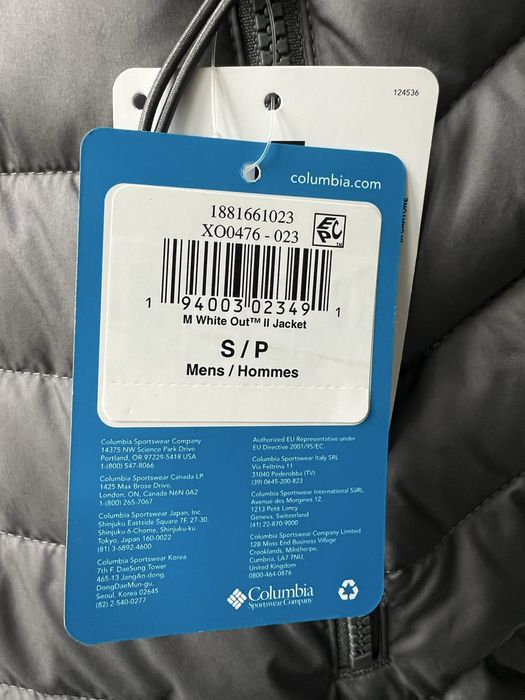 124536
columbia.com
1881661023
XO0476 - 023
EPC™
1 94003 02349 1
M White Out™ II Jacket
S / P
Mens / Hommes
Columbia Sportswear Company
14375 NW Science Park Drive
Portland, OR 97229-5418 USA
1-(800) 547-8066
Columbia Sportswear Canada LP
1425 Max Brose Drive,
London, ON, Canada N6N 0A2
1-(800) 265-7067
Columbia Sportswear Japan, Inc.
Shinjuku Eastside Square 7F, 27-30,
Shinjuku 6-Chome, Shinjuku-ku
Tokyo, Japan 160-0022
(81) 3-6892-4600
Columbia Sportswear Korea
7th F. DaeSung Tower
465-13 JangAn-dong,
DongDaeMun-gu,
Seoul, Korea 02645
(82) 2-540-0277
Authorized EU Representative under
EU Directive 2001/95/EC.
Columbia Sportswear Italy SRL
Via Feltrina 11
31040 Pederobba (TV)
(39) 0645-200-823
Columbia Sportswear International SàRL
Avenue des Morgines 12,
1213 Petit Lancy
Geneva, Switzerland
(41) 22-870-9000
Columbia Sportswear Company Limited
12B Moss End Business Village
Crooklands, Milnthorpe,
Cumbria, LA7 7NU
United Kingdom
0800-464-0876
Columbia
Sportswear Company